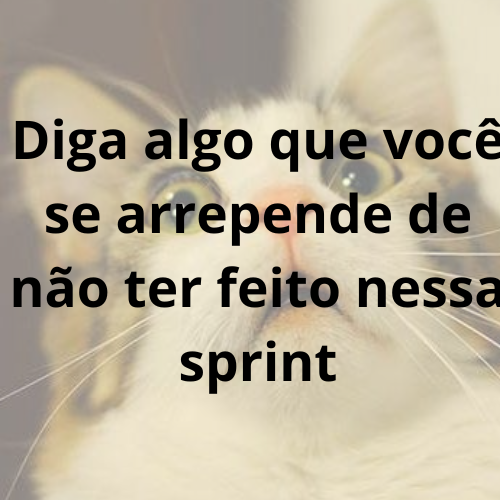 Diga algo que você
se arrepende de
não ter feito nessa
sprint